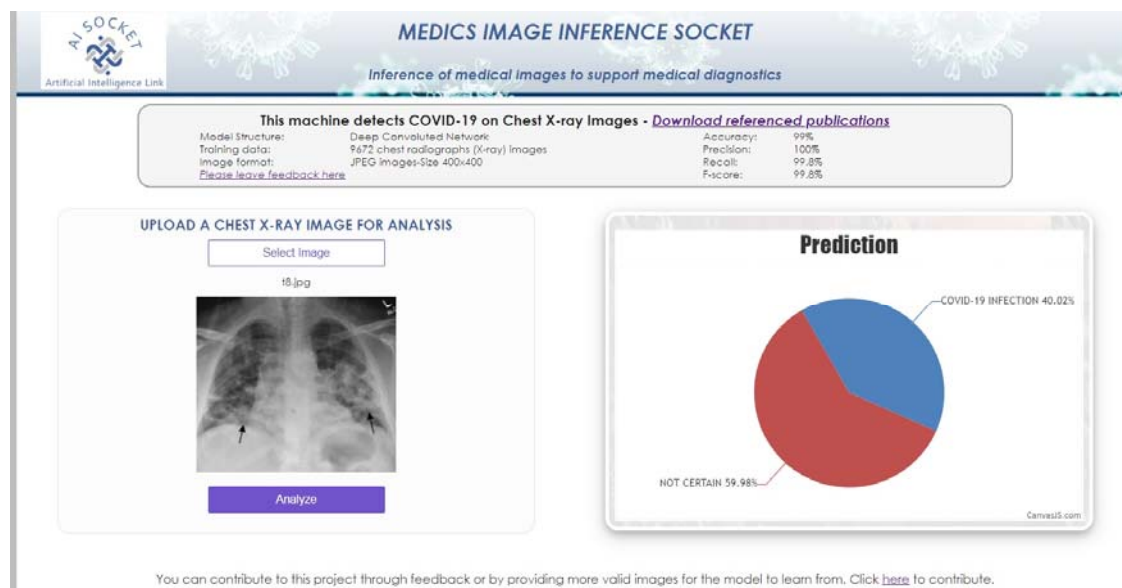 AI SOCKET
Artificial Intelligence Link
MEDICS IMAGE INFERENCE SOCKET
Inference of medical images to support medical diagnostics
This machine detects COVID-19 on Chest X-ray Images - Download referenced publications
Model Structure: Deep Convoluted Network Accuracy: 99%
Training data: 9672 chest radiographs (X-ray) images Precision: 100%
Image format: JPEG images-Size 400x400 Recall: 99.8%
Please leave feedback here F-score: 99.8%
UPLOAD A CHEST X-RAY IMAGE FOR ANALYSIS
Select Image
t8.jpg
Analyze
Prediction
COVID-19 INFECTION 40.02%
NOT CERTAIN 59.98%
CanvasJS.com
You can contribute to this project through feedback or by providing more valid images for the model to learn from. Click here to contribute.